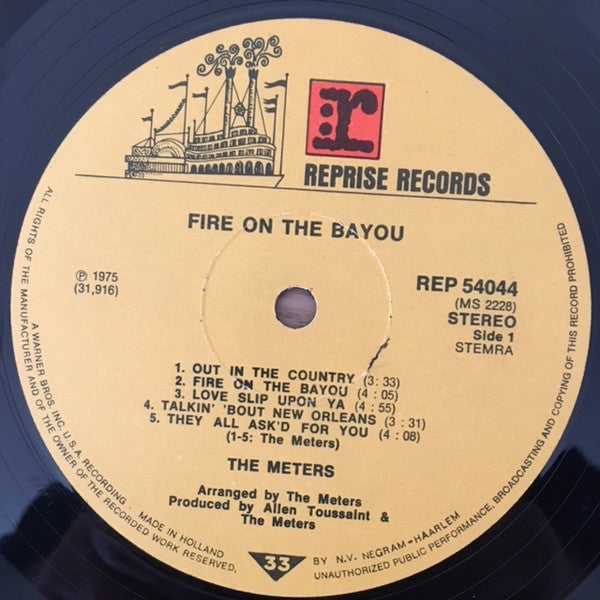 r
REPRISE RECORDS
FIRE ON THE BAYOU
℗ 1975
(31,916)
REP 54044
(MS 2228)
STEREO
Side 1
STEMRA
1. OUT IN THE COUNTRY (3 : 33)
2. FIRE ON THE BAYOU (4 : 05)
3. LOVE SLIP UPON YA (4 : 55)
4. TALKIN' 'BOUT NEW ORLEANS (3 : 31)
5. THEY ALL ASK'D FOR YOU (4 : 08)
(1-5: The Meters)
THE METERS
Arranged by The Meters
Produced by Allen Toussaint &
The Meters
33
ALL RIGHTS OF THE MANUFACTURER AND OF THE OWNER OF THE RECORDED WORK RESERVED.
UNAUTHORIZED PUBLIC PERFORMANCE, BROADCASTING AND COPYING OF THIS RECORD PROHIBITED
A WARNER BROS. INC. U.S.A. RECORDING - MADE IN HOLLAND
BY N.V. NEGRAM-HAARLEM